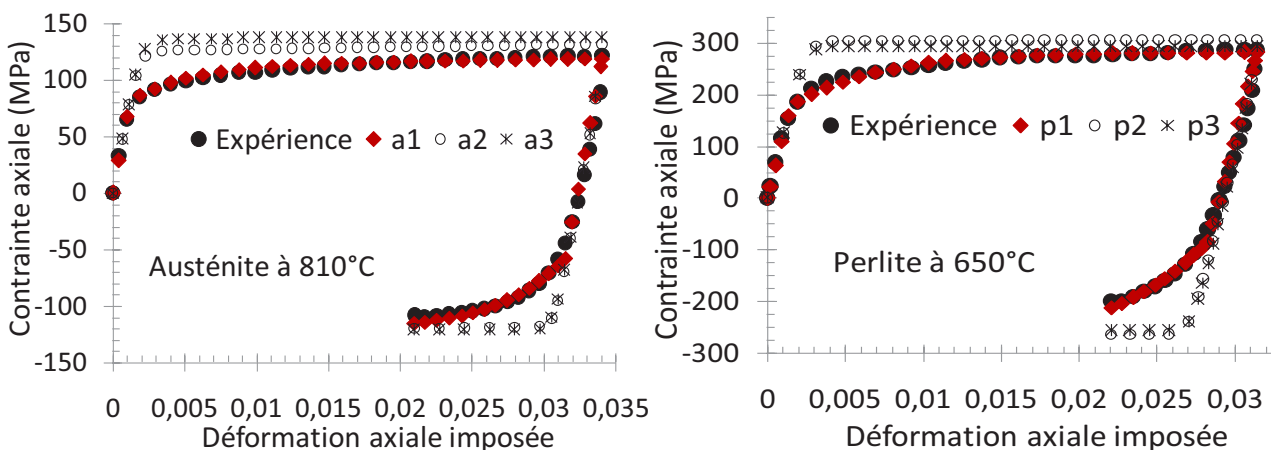 Contrainte axiale (MPa)
150
100
50
0
-50
-100
-150
Expérience a1 a2 a3
Austénite à 810°C
0 0,005 0,01 0,015 0,02 0,025 0,03 0,035
Déformation axiale imposée
Contrainte axiale (MPa)
300
200
100
0
-100
-200
-300
Expérience p1 p2 p3
Perlite à 650°C
0 0,005 0,01 0,015 0,02 0,025 0,03
Déformation axiale imposée